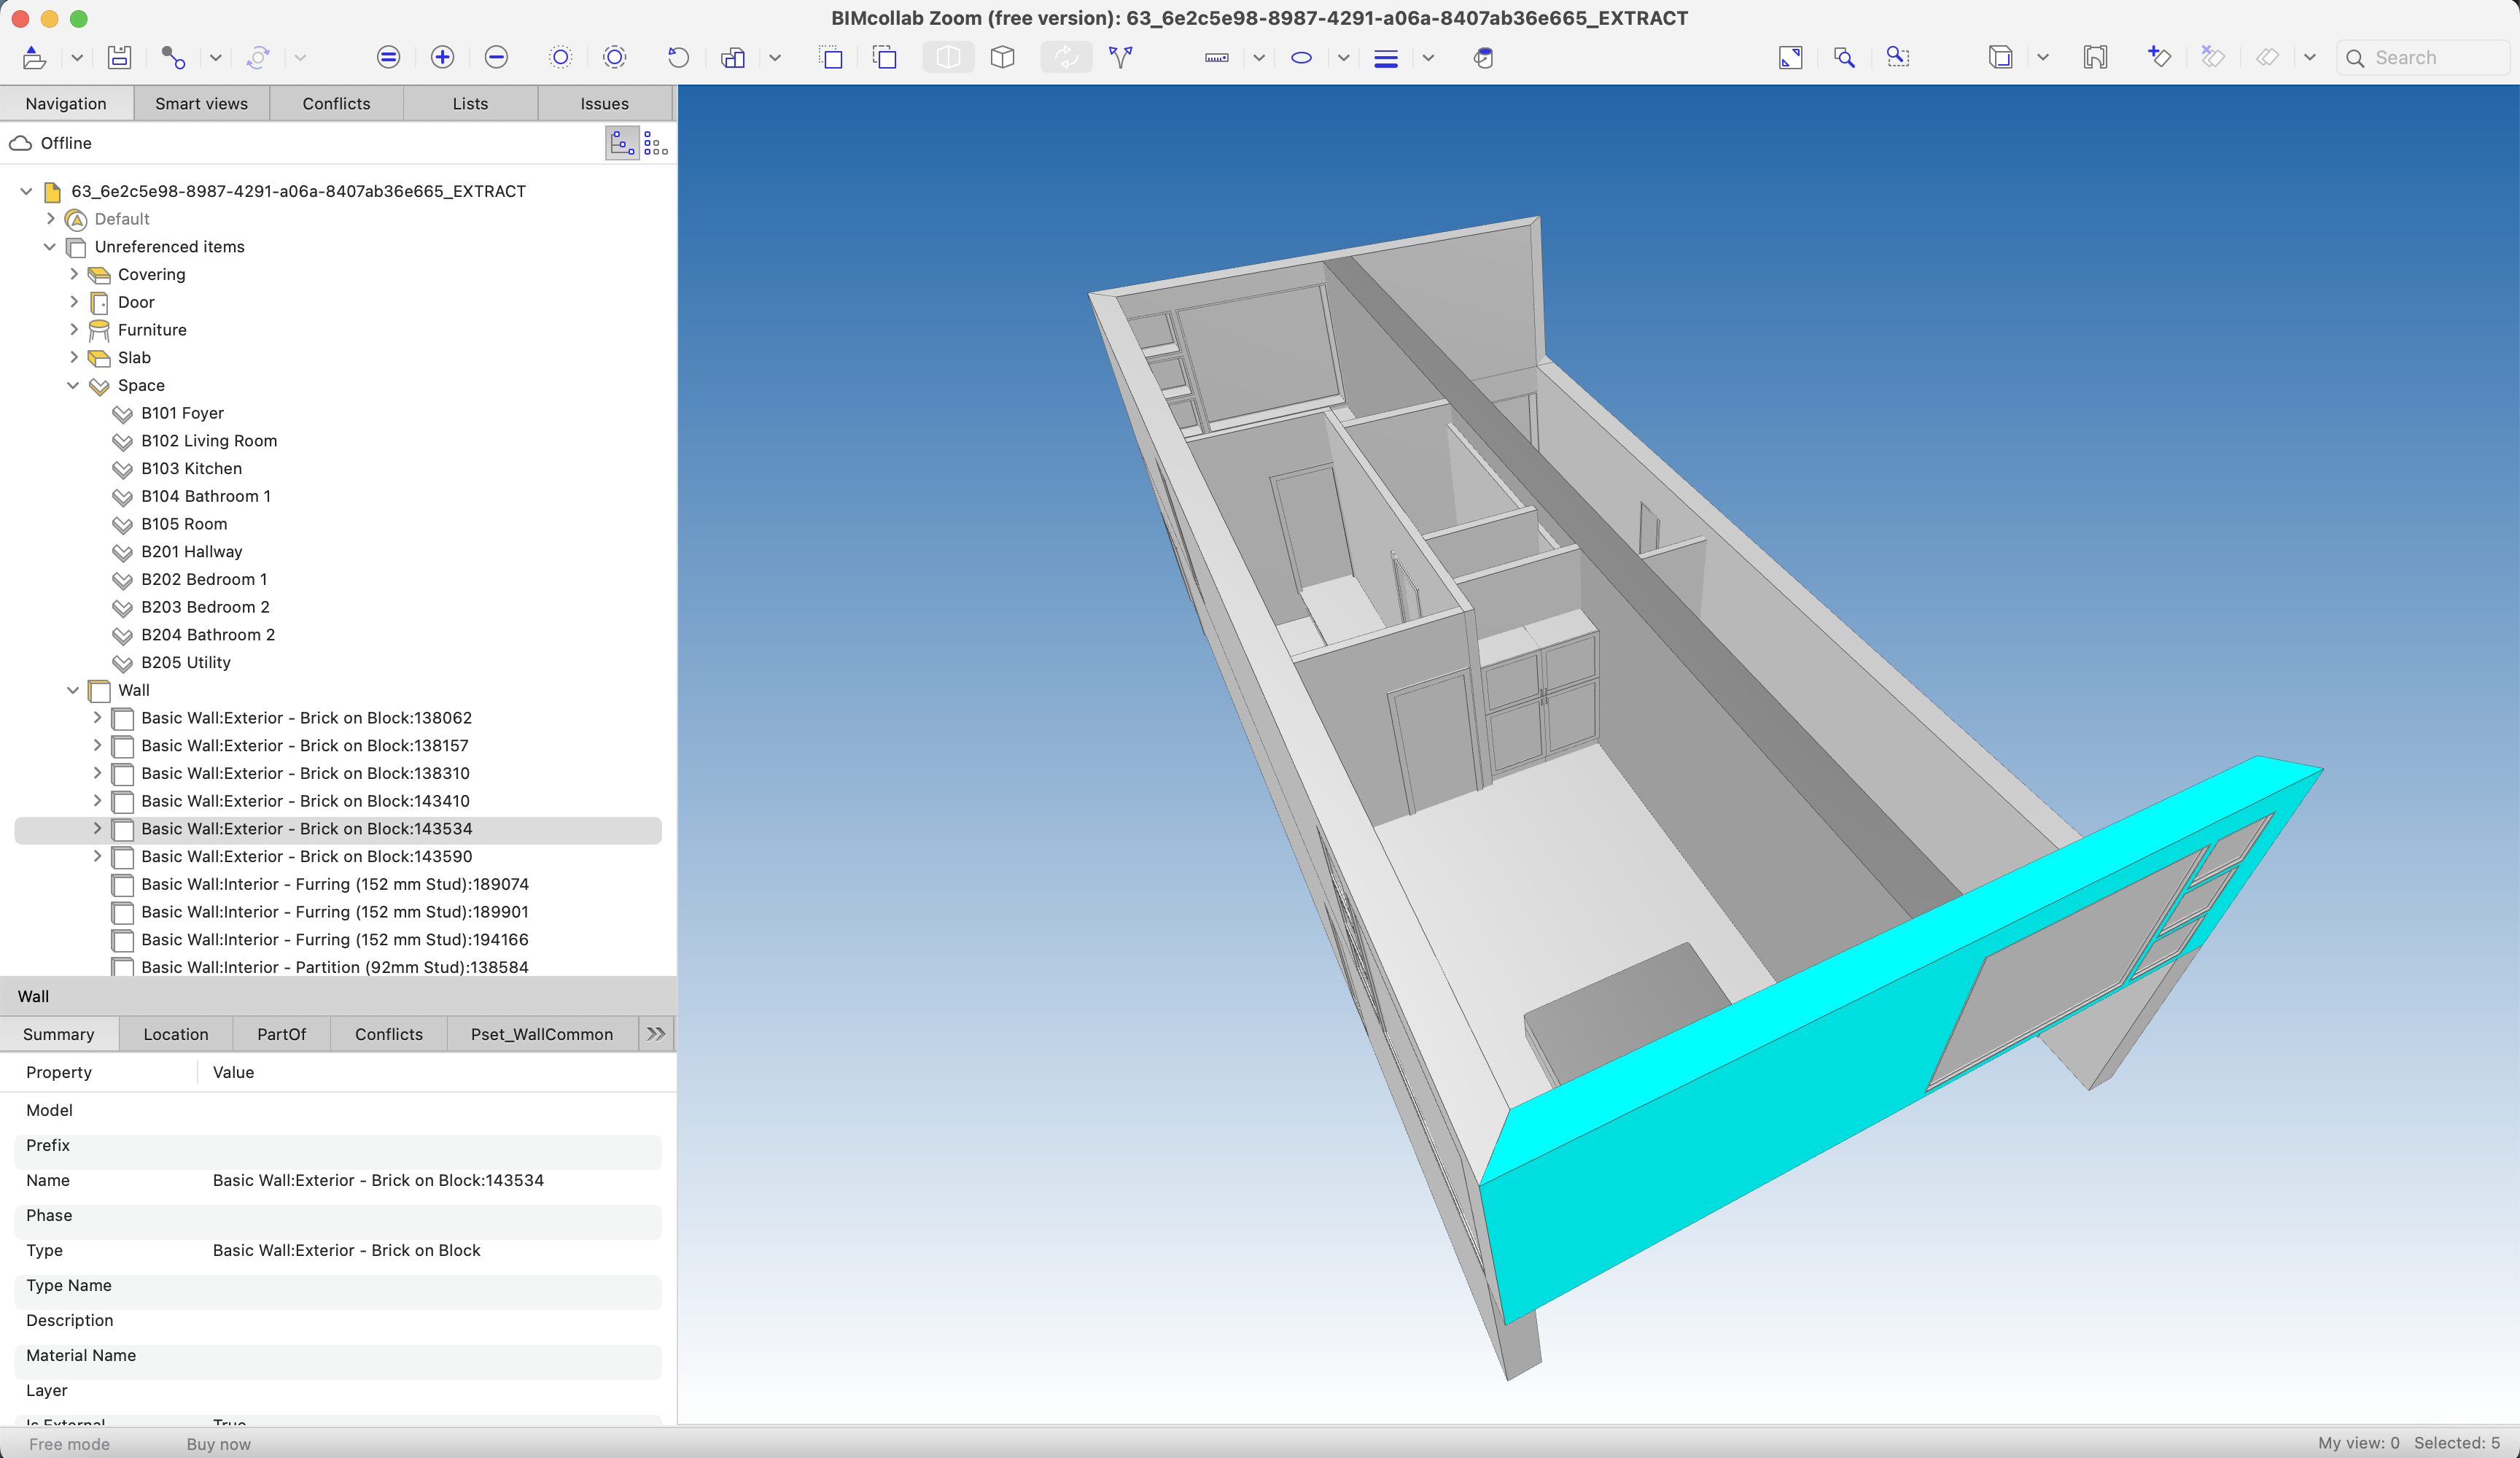 BIMcollab Zoom (free version): 63_6e2c5e98-8987-4291-a06a-8407ab36e665_EXTRACT
Search
Navigation Smart views Conflicts Lists Issues
Offline
63_6e2c5e98-8987-4291-a06a-8407ab36e665_EXTRACT
Default
Unreferenced items
Covering
Door
Furniture
Slab
Space
B101 Foyer
B102 Living Room
B103 Kitchen
B104 Bathroom 1
B105 Room
B201 Hallway
B202 Bedroom 1
B203 Bedroom 2
B204 Bathroom 2
B205 Utility
Wall
Basic Wall:Exterior - Brick on Block:138062
Basic Wall:Exterior - Brick on Block:138157
Basic Wall:Exterior - Brick on Block:138310
Basic Wall:Exterior - Brick on Block:143410
Basic Wall:Exterior - Brick on Block:143534
Basic Wall:Exterior - Brick on Block:143590
Basic Wall:Interior - Furring (152 mm Stud):189074
Basic Wall:Interior - Furring (152 mm Stud):189901
Basic Wall:Interior - Furring (152 mm Stud):194166
Basic Wall:Interior - Partition (92mm Stud):138584
Wall
Summary Location PartOf Conflicts Pset_WallCommon
Property Value
Model
Prefix
Name Basic Wall:Exterior - Brick on Block:143534
Phase
Type Basic Wall:Exterior - Brick on Block
Type Name
Description
Material Name
Layer
Is External True
Free mode Buy now
My view: 0 Selected: 5